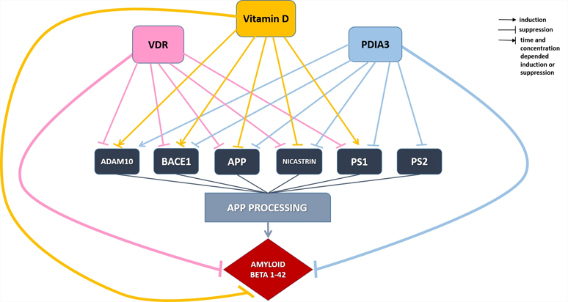 Vitamin D
VDR
PDIA3
induction
suppression
time and
concentration
depended
induction or
suppression
ADAM10
BACE1
APP
NICASTRIN
PS1
PS2
APP PROCESSING
AMYLOID
BETA 1-42